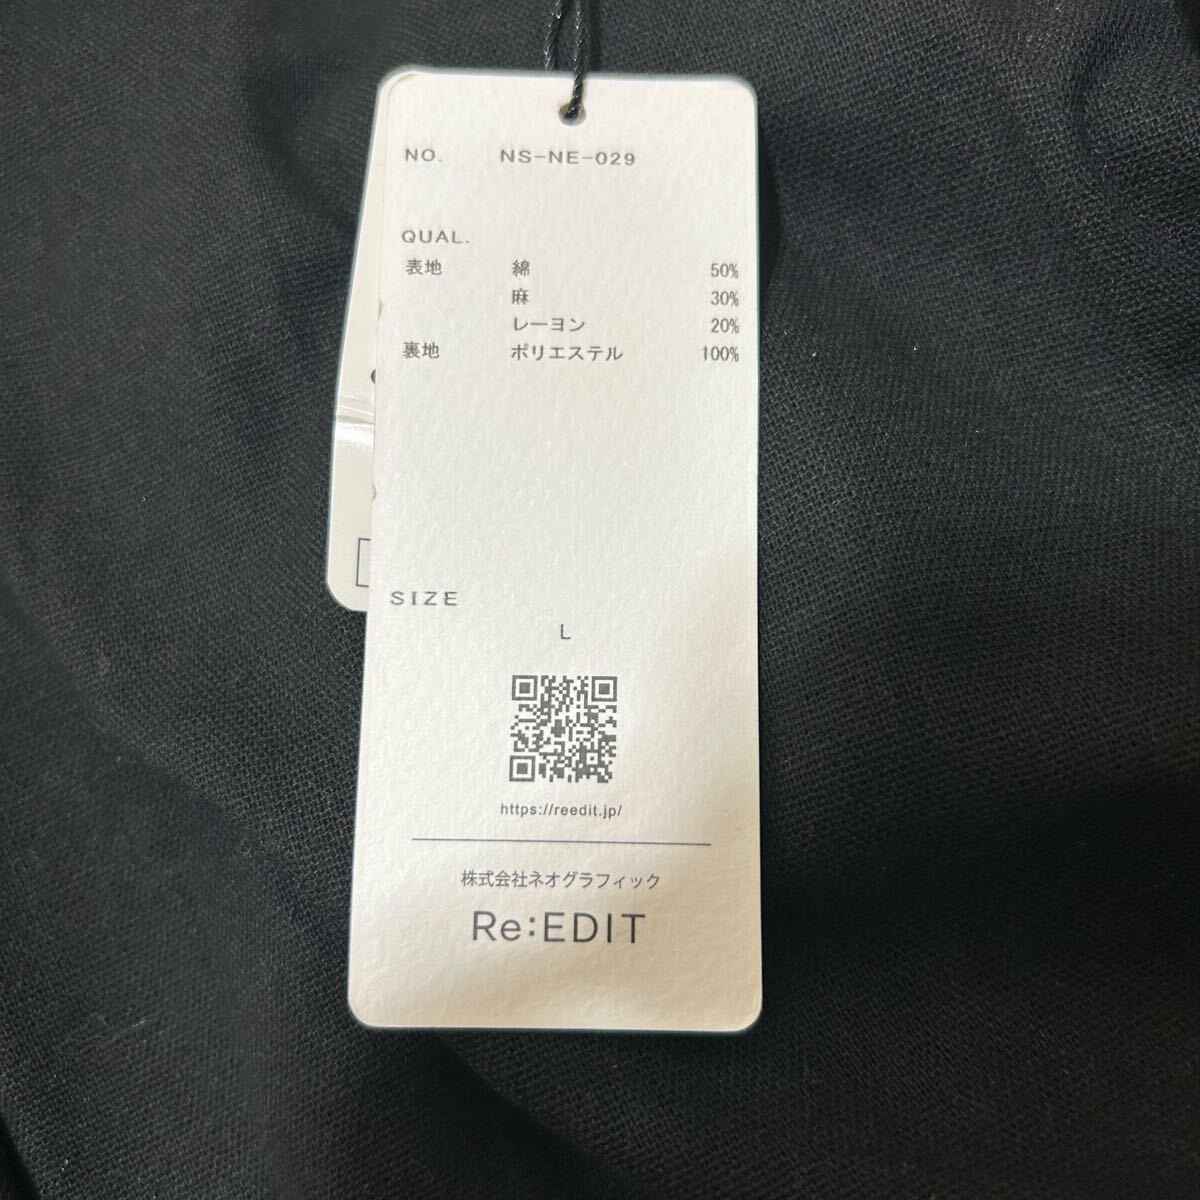 NO. NS-NE-029
QUAL.
表地 綿 50%
麻 30%
レーヨン 20%
裏地 ポリエステル 100%
SIZE
L
https://reedit.jp/
株式会社ネオグラフィック
Re:EDIT